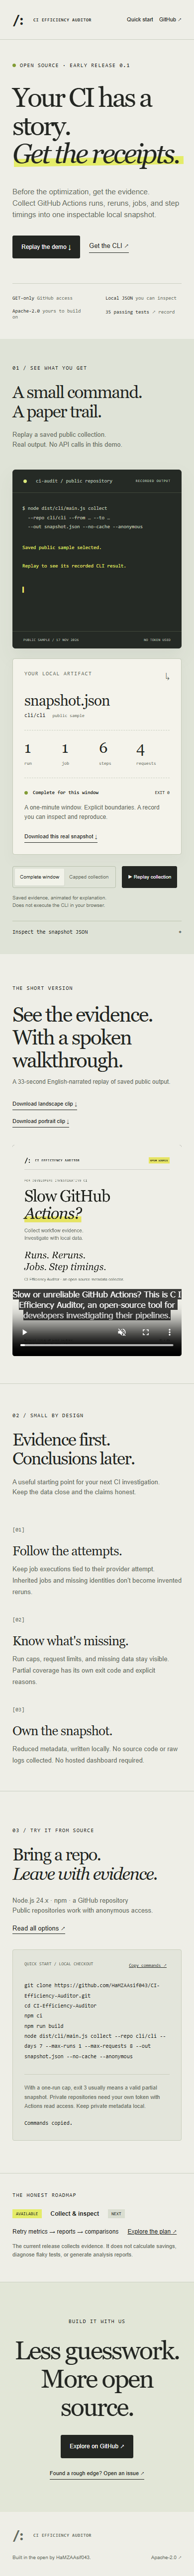 /: CI EFFICIENCY AUDITOR
Quick start GitHub ↗
OPEN SOURCE · EARLY RELEASE 0.1
Your CI has a
story.
Get the receipts.
Before the optimization, get the evidence.
Collect GitHub Actions runs, reruns, jobs, and step
timings into one inspectable local snapshot.
Replay the demo ↓
Get the CLI ↗
GET-only GitHub access
Local JSON you can inspect
Apache-2.0 yours to build
on
35 passing tests ↗ record
01 / SEE WHAT YOU GET
A small command.
A paper trail.
Replay a saved public collection.
Real output. No API calls in this demo.
ci-audit / public repository
RECORDED OUTPUT
$ node dist/cli/main.js collect
--repo cli/cli --from … --to …
--out snapshot.json --no-cache --anonymous
Saved public sample selected.
Replay to see its recorded CLI result.
PUBLIC SAMPLE / 17 NOV 2025
NO TOKEN USED
YOUR LOCAL ARTIFACT
snapshot.json
cli/cli public sample
1
run
1
job
6
steps
4
requests
Complete for this window
EXIT 0
A one-minute window. Explicit boundaries. A record
you can inspect and reproduce.
Download this real snapshot ↓
Complete window
Capped collection
▶ Replay collection
Saved evidence, animated for explanation.
Does not execute the CLI in your browser.
Inspect the snapshot JSON +
THE SHORT VERSION
See the evidence.
With a spoken
walkthrough.
A 33-second English-narrated replay of saved public output.
Download landscape clip ↓
Download portrait clip ↓
/: CI EFFICIENCY AUDITOR
Slow GitHub
Actions?
Collect workflow evidence.
Investigate with local data.
Runs. Reruns.
Jobs. Step timings.
Slow or unreliable GitHub Actions? This is C I
Efficiency Auditor, an open-source tool for
developers investigating their pipelines.
02 / SMALL BY DESIGN
Evidence first.
Conclusions later.
A useful starting point for your next CI investigation.
Keep the data close and the claims honest.
[01]
Follow the attempts.
Keep job executions tied to their provider attempt.
Inherited jobs and missing identities don't become invented
reruns.
[02]
Know what's missing.
Run caps, request limits, and missing data stay visible.
Partial coverage has its own exit code and explicit
reasons.
[03]
Own the snapshot.
Reduced metadata, written locally. No source code or raw
logs collected. No hosted dashboard required.
03 / TRY IT FROM SOURCE
Bring a repo.
Leave with evidence.
Node.js 24.x · npm · a GitHub repository
Public repositories work with anonymous access.
Read all options ↗
QUICK START / LOCAL CHECKOUT
Copy commands ↗
git clone https://github.com/HaMZAAsif043/CI-
Efficiency-Auditor.git
cd CI-Efficiency-Auditor
npm ci
npm run build
node dist/cli/main.js collect --repo cli/cli --
days 7 --max-runs 1 --max-requests 8 --out
snapshot.json --no-cache --anonymous
With a one-run cap, exit 3 usually means a valid partial
snapshot. Private repositories need your own token with
Actions read access. Keep private metadata local.
Commands copied.
THE HONEST ROADMAP
AVAILABLE
Collect & inspect
NEXT
Retry metrics → reports → comparisons
Explore the plan ↗
The current release collects evidence. It does not calculate savings,
diagnose flaky tests, or generate analysis reports.
BUILD IT WITH US
Less guesswork.
More open
source.
Explore on GitHub ↗
Found a rough edge? Open an issue ↗
/: CI EFFICIENCY AUDITOR
Built in the open by HaMZAAsif043.
Apache-2.0 ↗